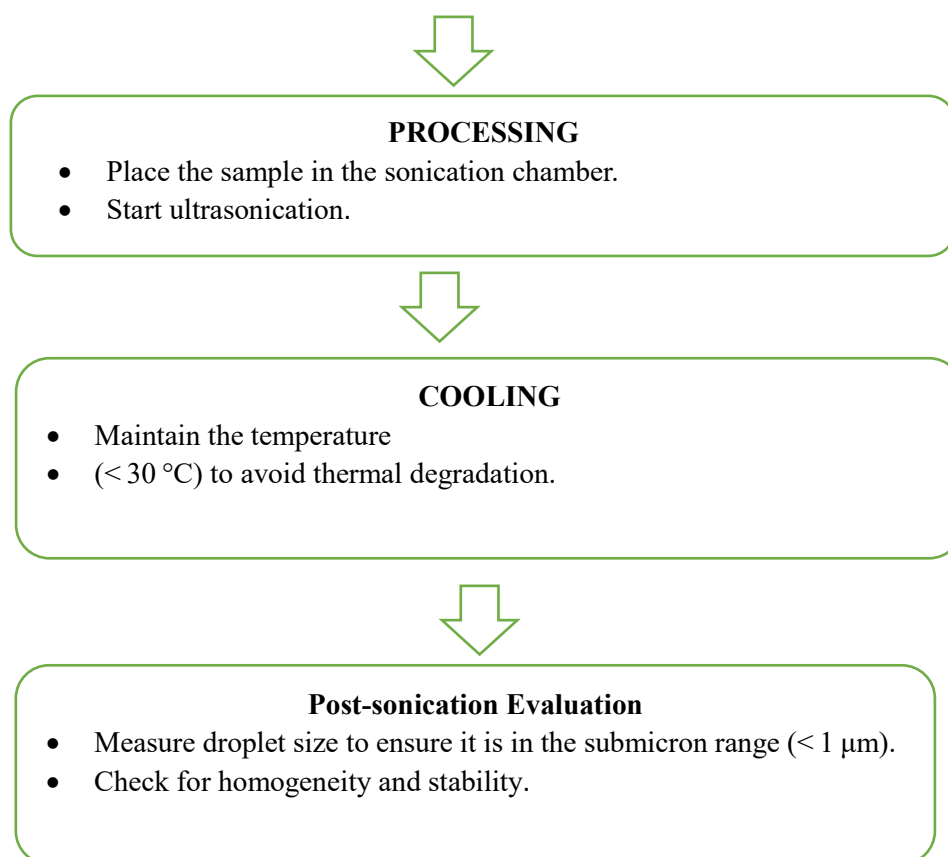 PROCESSING
• Place the sample in the sonication chamber.
• Start ultrasonication.
COOLING
• Maintain the temperature
• (< 30 °C) to avoid thermal degradation.
Post-sonication Evaluation
• Measure droplet size to ensure it is in the submicron range (< 1 μm).
• Check for homogeneity and stability.